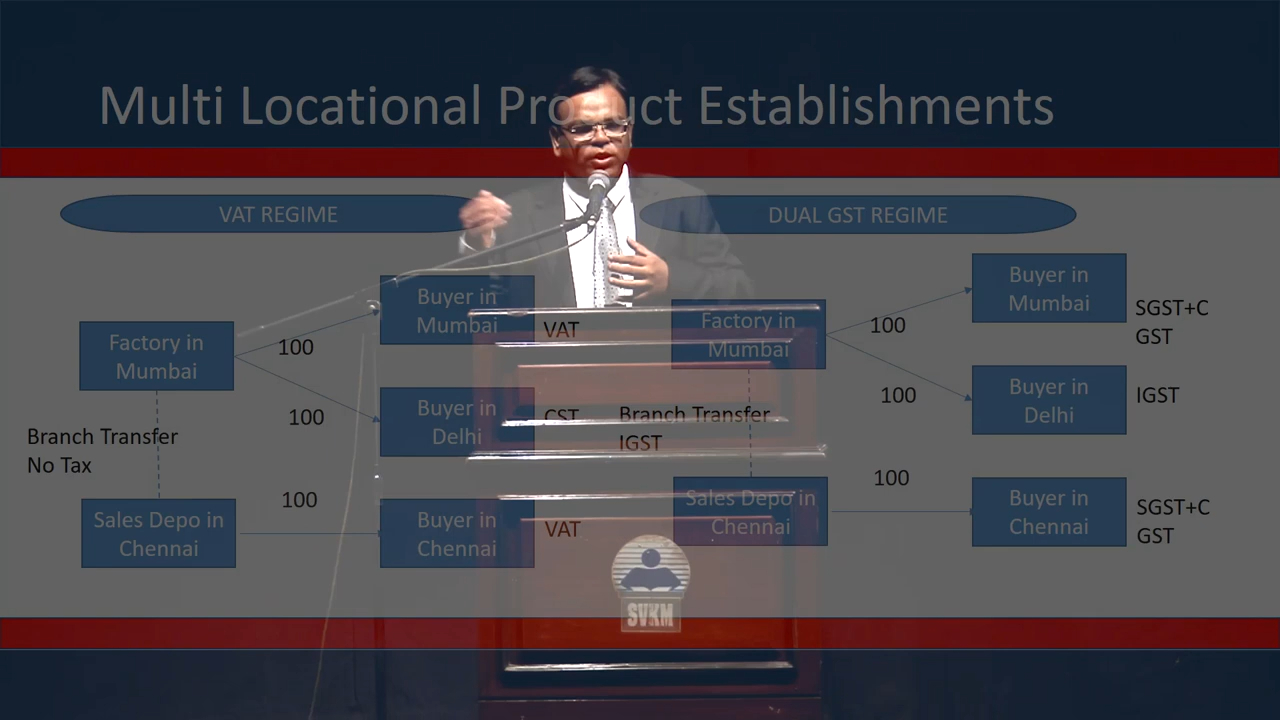 Multi Locational Product Establishments
VAT REGIME
Factory in
Mumbai
100
Buyer in
Mumbai
VAT
100
Buyer in
Delhi
CST
Branch Transfer
No Tax
Sales Depo in
Chennai
100
Buyer in
Chennai
VAT
DUAL GST REGIME
Factory in
Mumbai
100
Buyer in
Mumbai
SGST+C
GST
100
Buyer in
Delhi
IGST
Branch Transfer
IGST
Sales Depo in
Chennai
100
Buyer in
Chennai
SGST+C
GST
SVKM